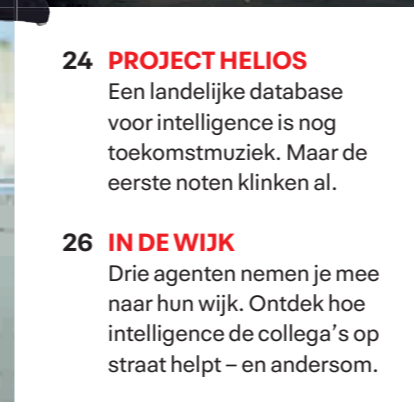 24 PROJECT HELIOS
Een landelijke database
voor intelligence is nog
toekomstmuziek. Maar de
eerste noten klinken al.
26 IN DE WIJK
Drie agenten nemen je mee
naar hun wijk. Ontdek hoe
intelligence de collega’s op
straat helpt – en andersom.